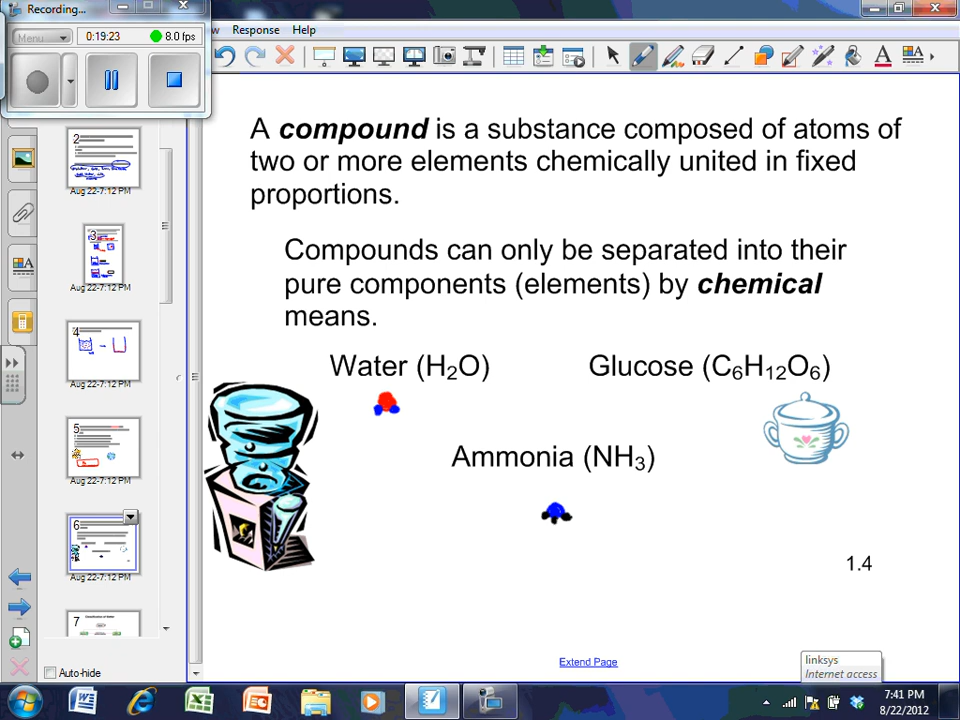 Recording...
Menu
0:19:23
8.0 fps
w Response Help
2
Aug 22-7:12 PM
3
Aug 22-7:12 PM
4
Aug 22-7:12 PM
5
Aug 22-7:12 PM
6
Aug 22-7:12 PM
7
Auto-hide
A compound is a substance composed of atoms of
two or more elements chemically united in fixed
proportions.
Compounds can only be separated into their
pure components (elements) by chemical
means.
Water (H₂O)
Glucose (C₆H₁₂O₆)
Ammonia (NH₃)
1.4
Extend Page
linksys
Internet access
7:41 PM
8/22/2012